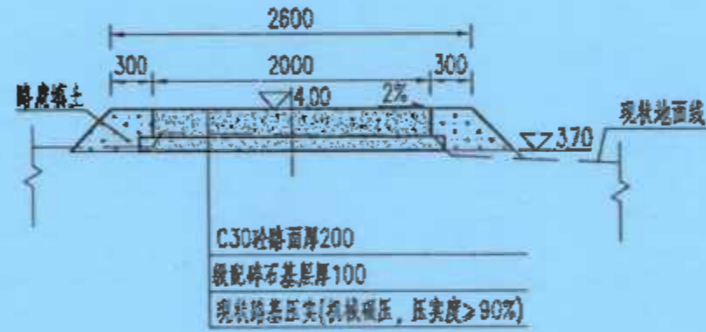 2600
300 2000 300
路肩填土 4.00 2% 现状地面线
3.70
C30砼路面厚200
级配碎石基层厚100
现状路基压实(机械碾压，压实度≥90%)